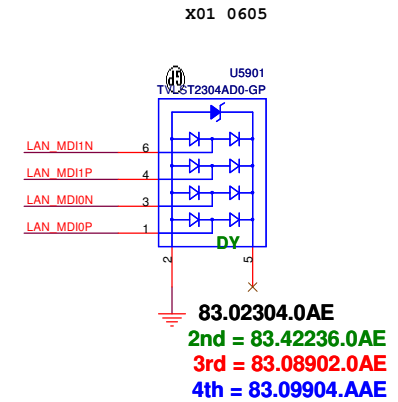 X01 0605
U5901
TVLST2304AD0-GP
LAN_MDI1N 6
LAN_MDI1P 4
LAN_MDI0N 3
LAN_MDI0P 1
DY
2 5
83.02304.0AE
2nd = 83.42236.0AE
3rd = 83.08902.0AE
4th = 83.09904.AAE